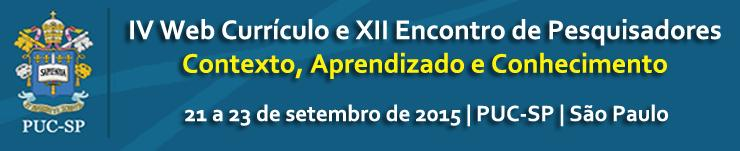 IV Web Currículo e XII Encontro de Pesquisadores
Contexto, Aprendizado e Conhecimento
21 a 23 de setembro de 2015 | PUC-SP | São Paulo
SAPIENTIA
PUC-SP